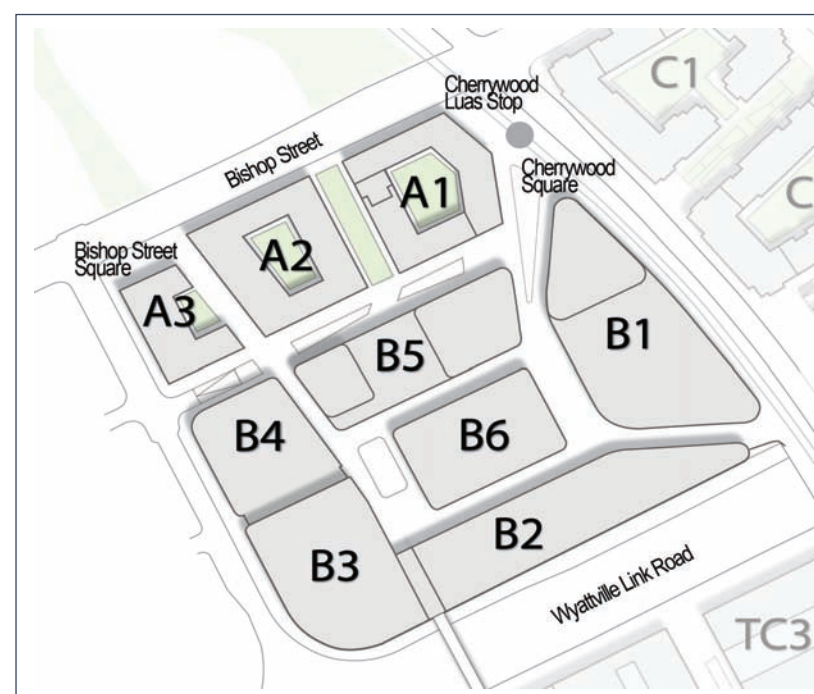 C1
Cherrywood
Luas Stop
Bishop Street
Cherrywood
Square
A1
C
A2
Bishop Street
Square
A3
B1
B5
B4
B6
B2
B3
Wyattville Link Road
TC3